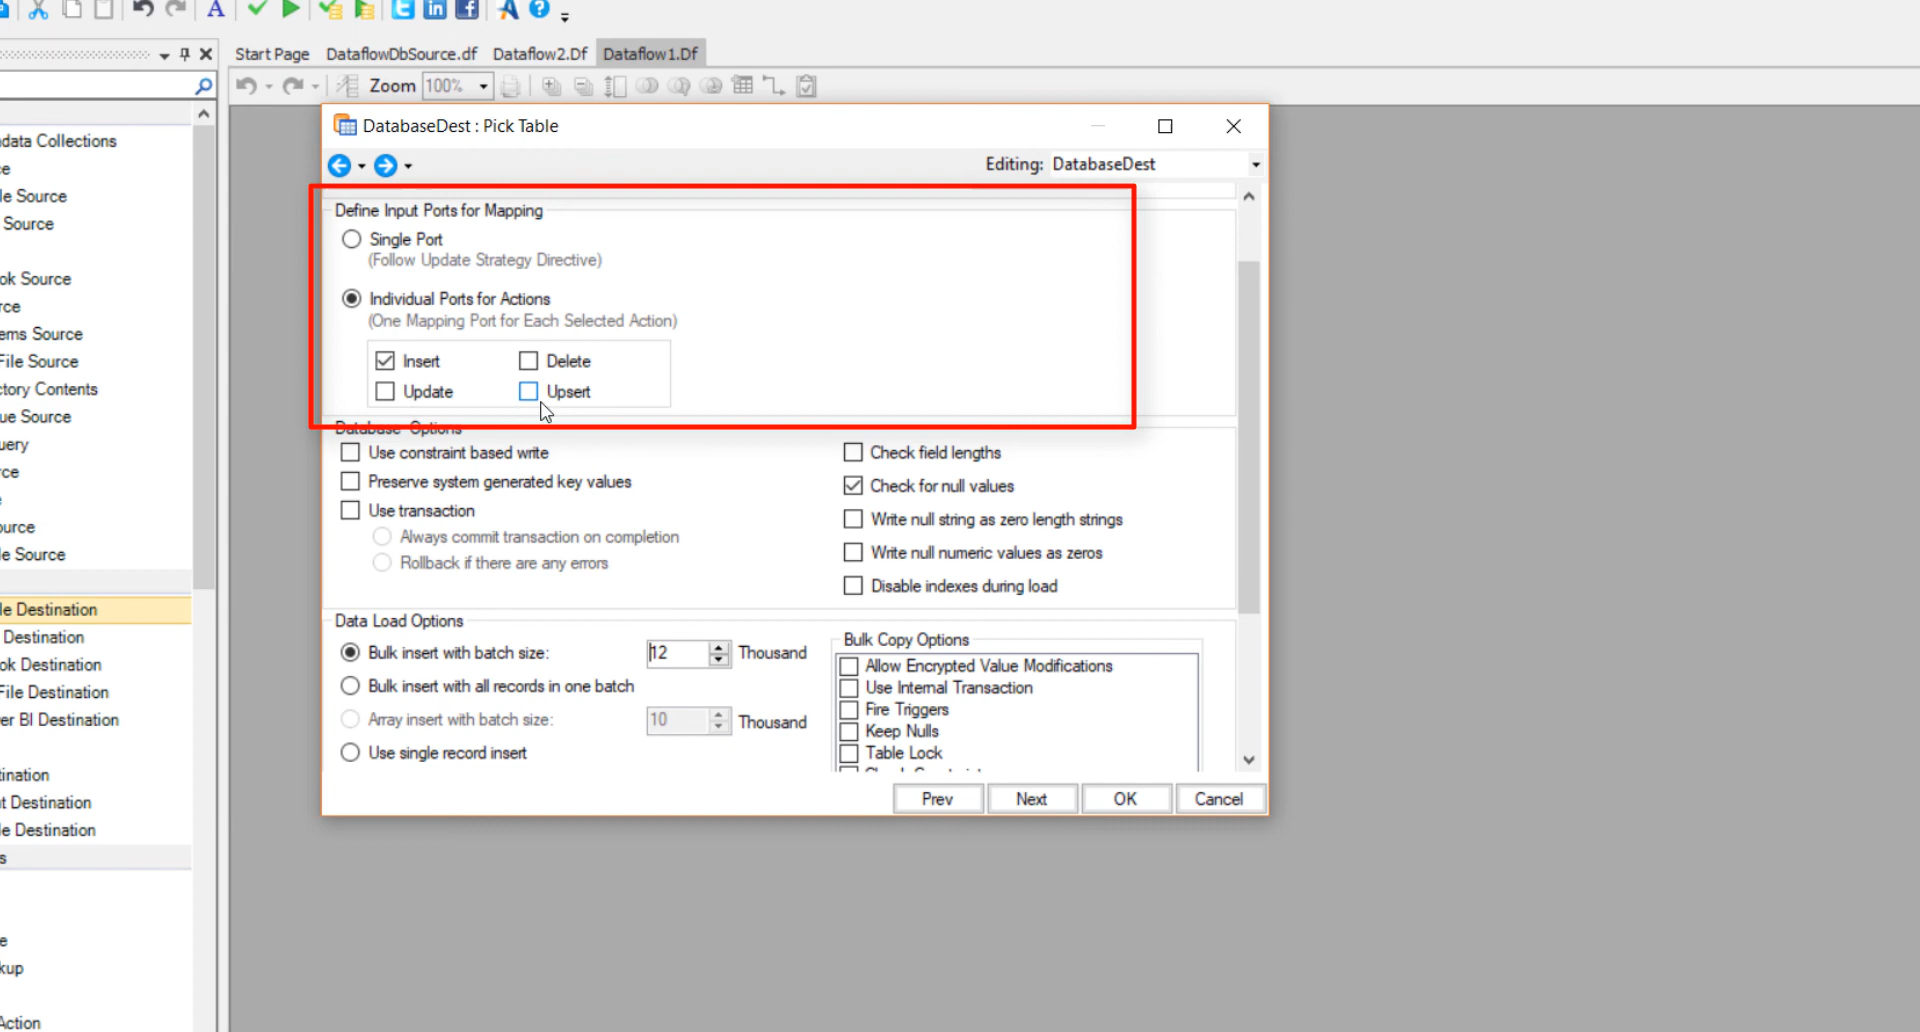 A
Start Page DataflowDbSource.df Dataflow2.Df Dataflow1.Df
Zoom 100%
data Collections
e
le Source
Source
ok Source
rce
ems Source
File Source
ctory Contents
ue Source
uery
rce
e
ource
le Source
le Destination
Destination
ok Destination
File Destination
er BI Destination
tination
t Destination
le Destination
s
e
kup
Action
DatabaseDest : Pick Table
Editing: DatabaseDest
Define Input Ports for Mapping
Single Port
(Follow Update Strategy Directive)
Individual Ports for Actions
(One Mapping Port for Each Selected Action)
Insert Delete
Update Upsert
Database Options
Use constraint based write
Preserve system generated key values
Use transaction
Always commit transaction on completion
Rollback if there are any errors
Check field lengths
Check for null values
Write null string as zero length strings
Write null numeric values as zeros
Disable indexes during load
Data Load Options
Bulk insert with batch size: 12 Thousand
Bulk insert with all records in one batch
Array insert with batch size: 10 Thousand
Use single record insert
Bulk Copy Options
Allow Encrypted Value Modifications
Use Internal Transaction
Fire Triggers
Keep Nulls
Table Lock
Prev Next OK Cancel